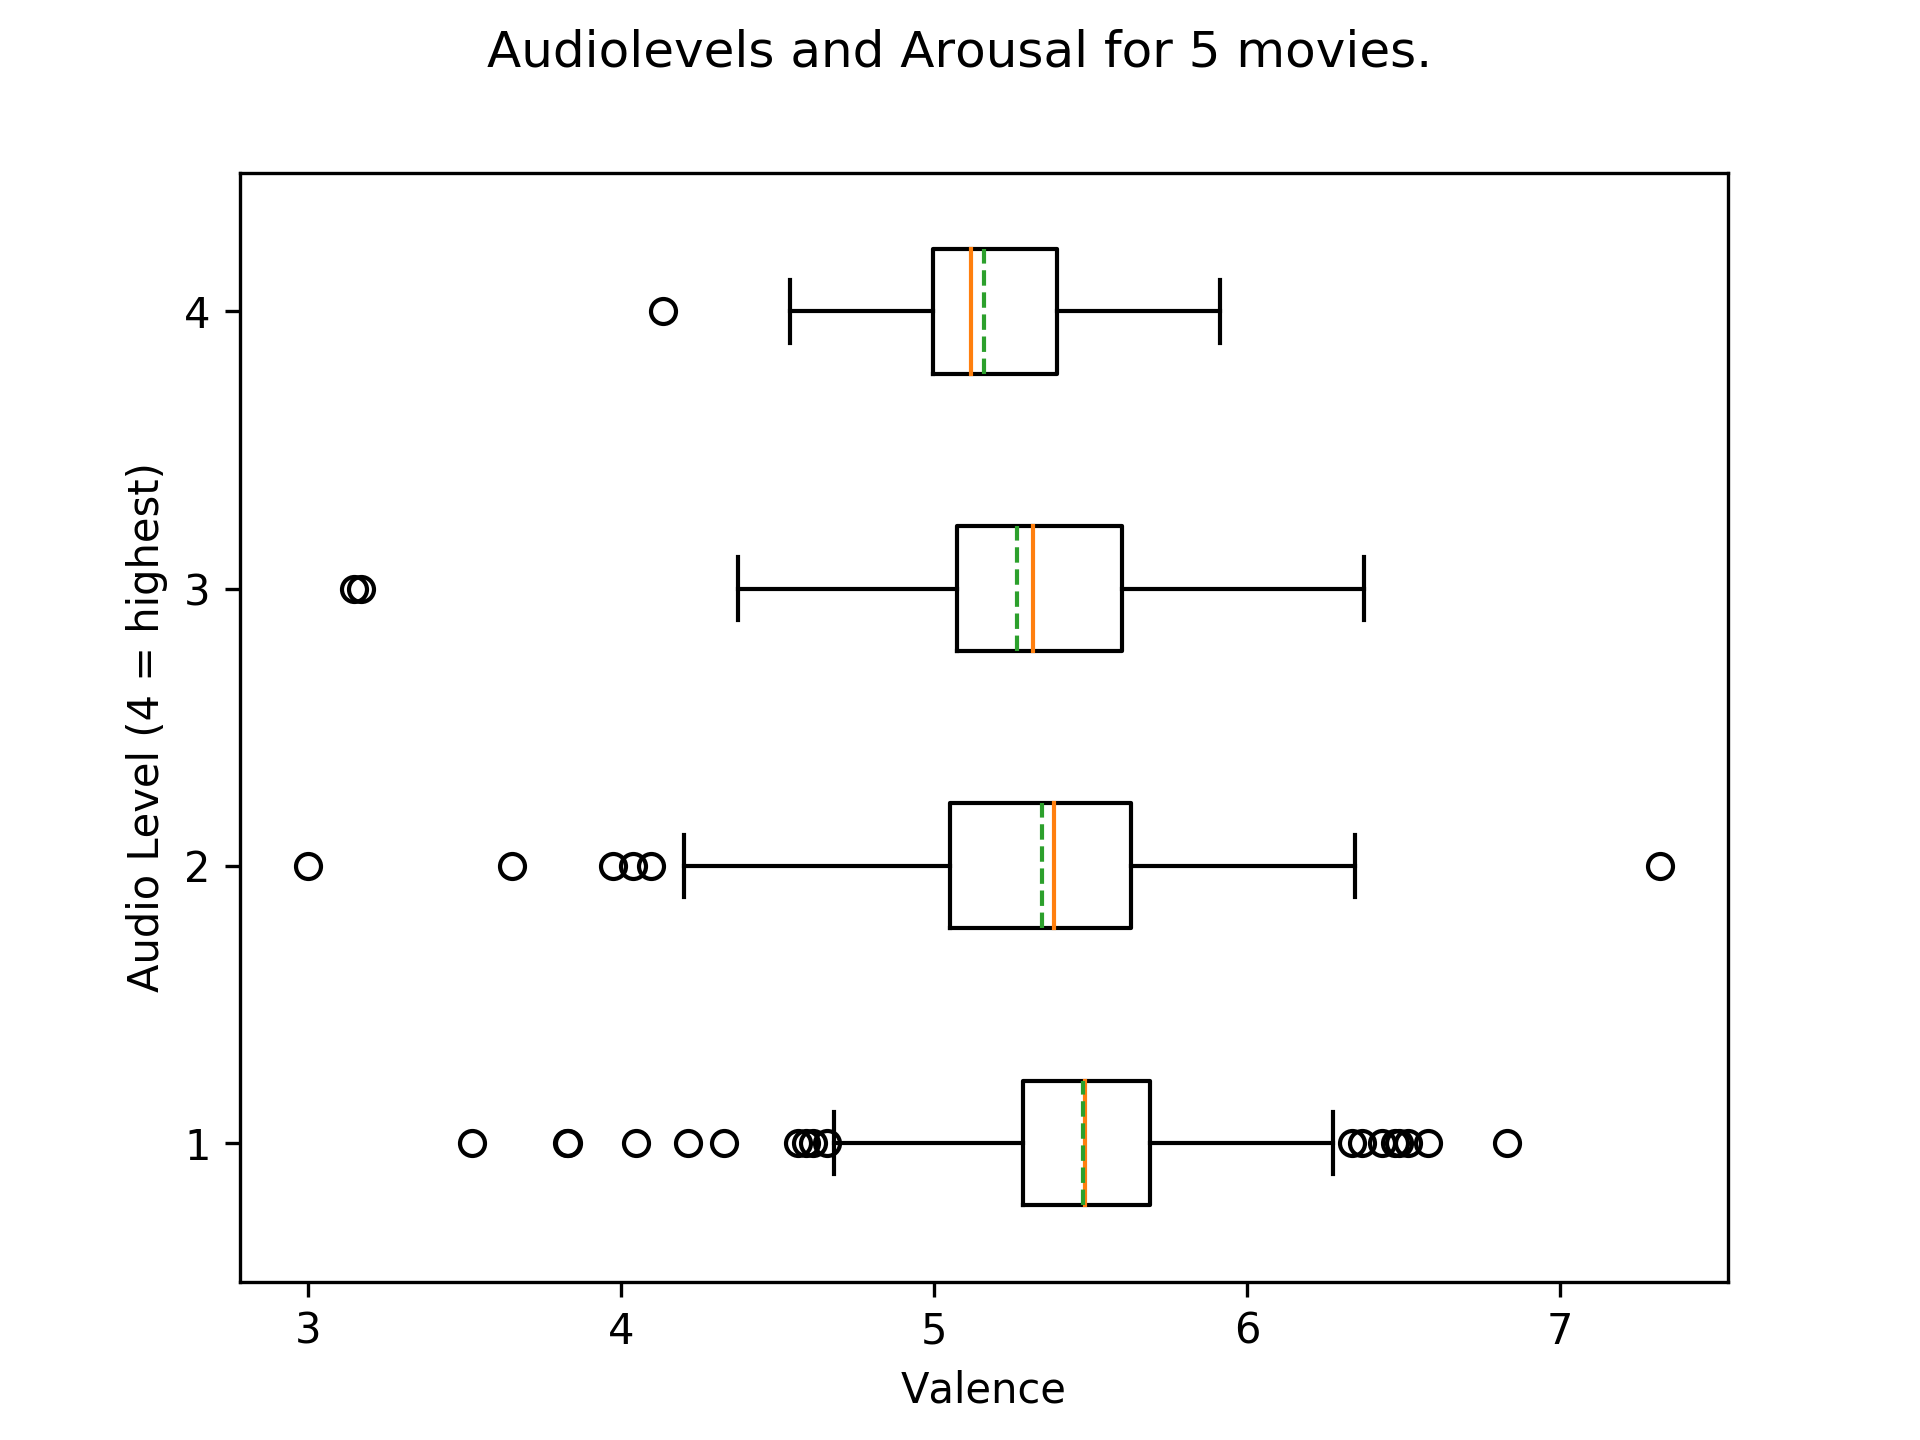 Audiolevels and Arousal for 5 movies.
Audio Level (4 = highest)
4
3
2
1
3 4 5 6 7
Valence